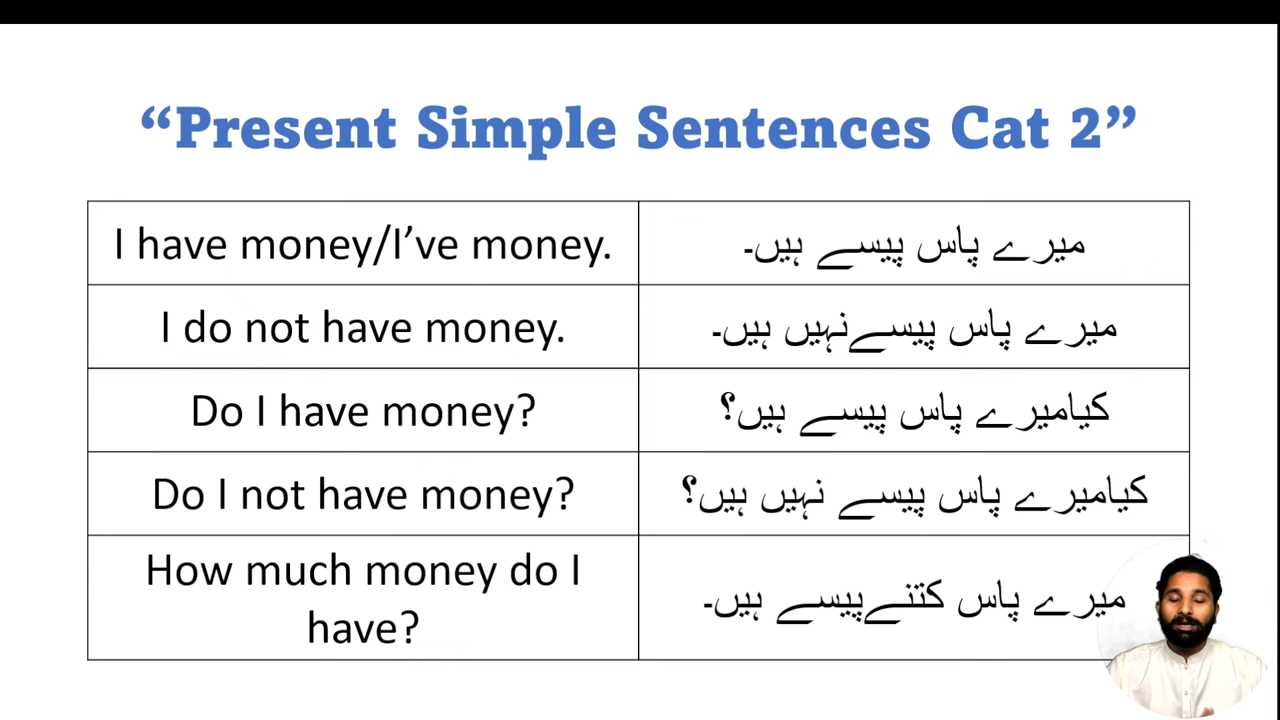 “Present Simple Sentences Cat 2”
I have money/I’ve money.
میرے پاس پیسے ہیں۔
I do not have money.
میرے پاس پیسےنہیں ہیں۔
Do I have money?
کیامیرے پاس پیسے ہیں؟
Do I not have money?
کیامیرے پاس پیسے نہیں ہیں؟
How much money do I
have?
میرے پاس کتنےپیسے ہیں۔